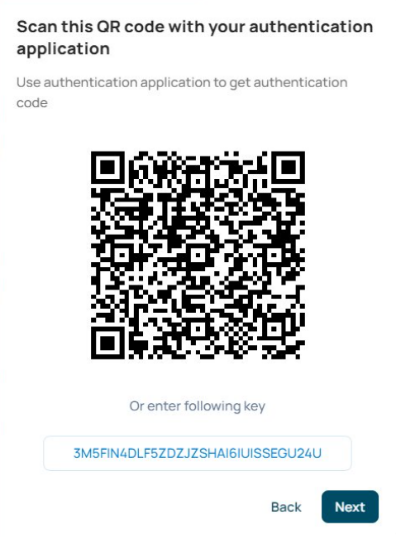 Scan this QR code with your authentication
application
Use authentication application to get authentication
code
Or enter following key
3M5FIN4DLF5ZDZJZSHAI6IUISSEGU24U
Back
Next